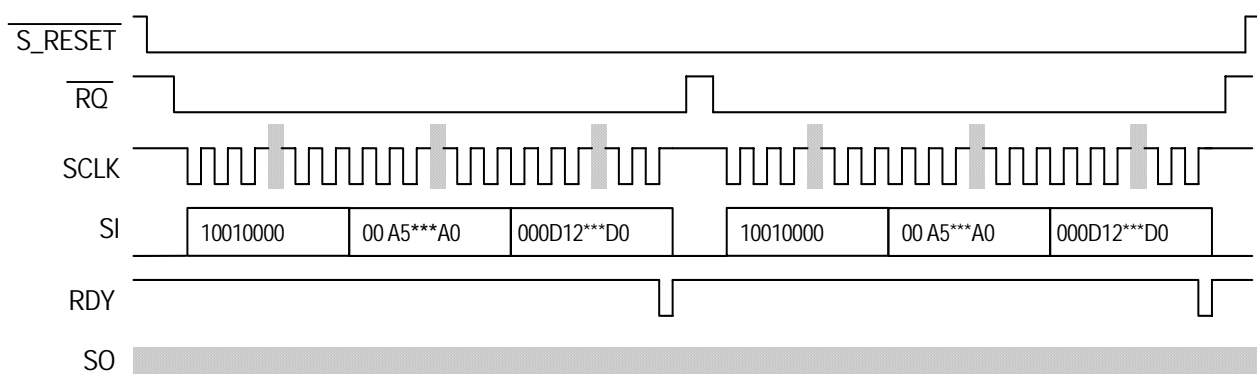 S_RESET
RQ
SCLK
SI 10010000 00 A5***A0 000D12***D0 10010000 00 A5***A0 000D12***D0
RDY
SO